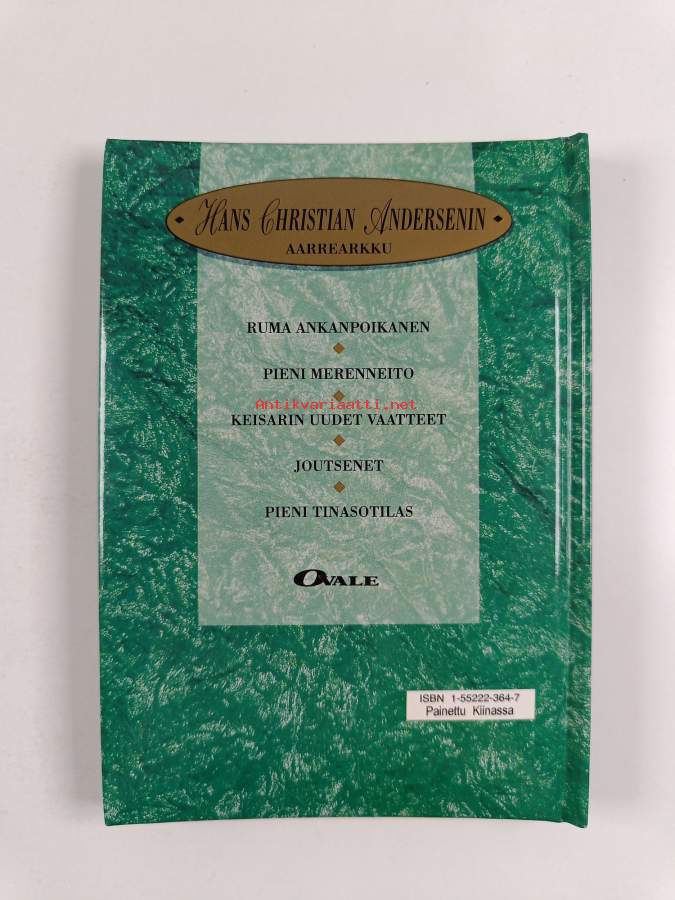 HANS CHRISTIAN ANDERSENIN
AARREARKKU
RUMA ANKANPOIKANEN
PIENI MERENNEITO
Antikvariaatti.net
KEISARIN UUDET VAATTEET
JOUTSENET
PIENI TINASOTILAS
OVALE
ISBN 1-55222-364-7
Painettu Kiinassa